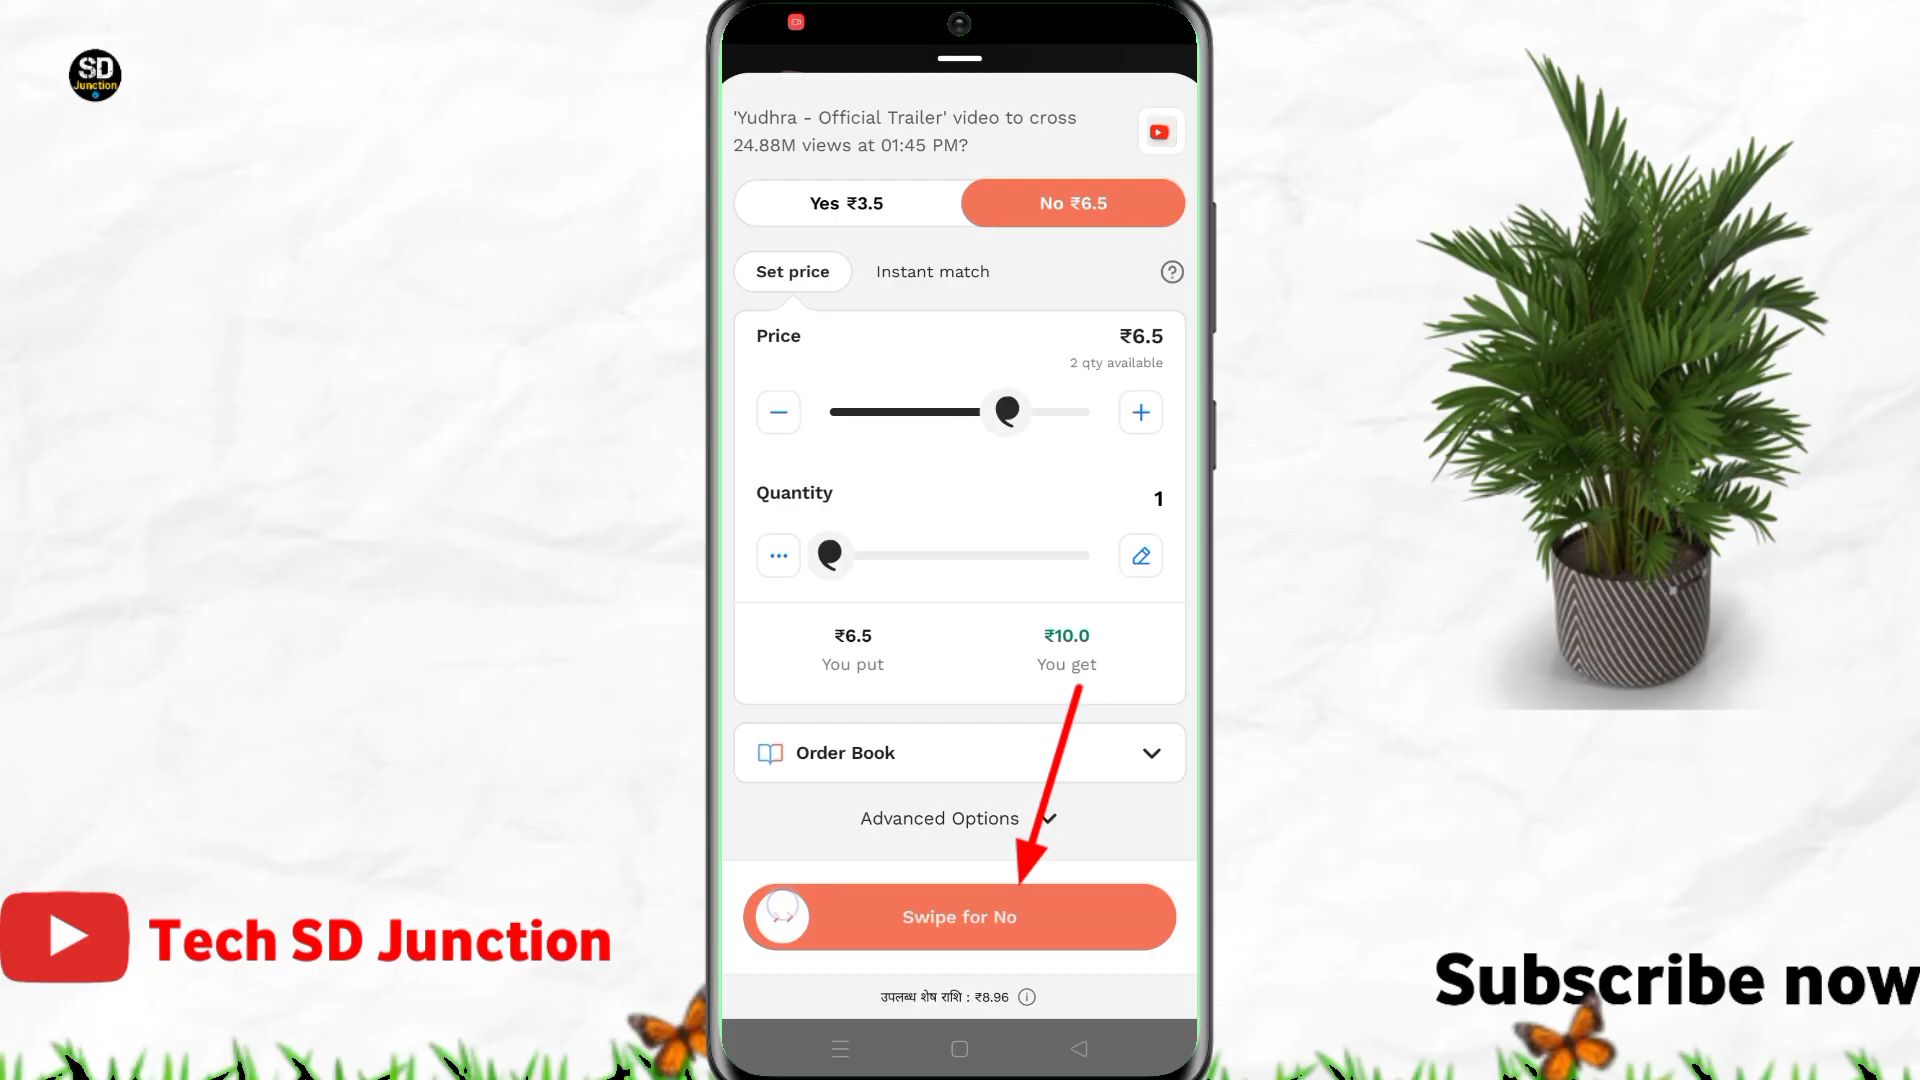 SD
Junction
'Yudhra - Official Trailer' video to cross
24.88M views at 01:45 PM?
Yes ₹3.5
No ₹6.5
Set price
Instant match
?
Price
₹6.5
2 qty available
Quantity
1
₹6.5
₹10.0
You put
You get
Order Book
Advanced Options
Swipe for No
उपलब्ध शेष राशि : ₹8.96
Tech SD Junction
Subscribe now